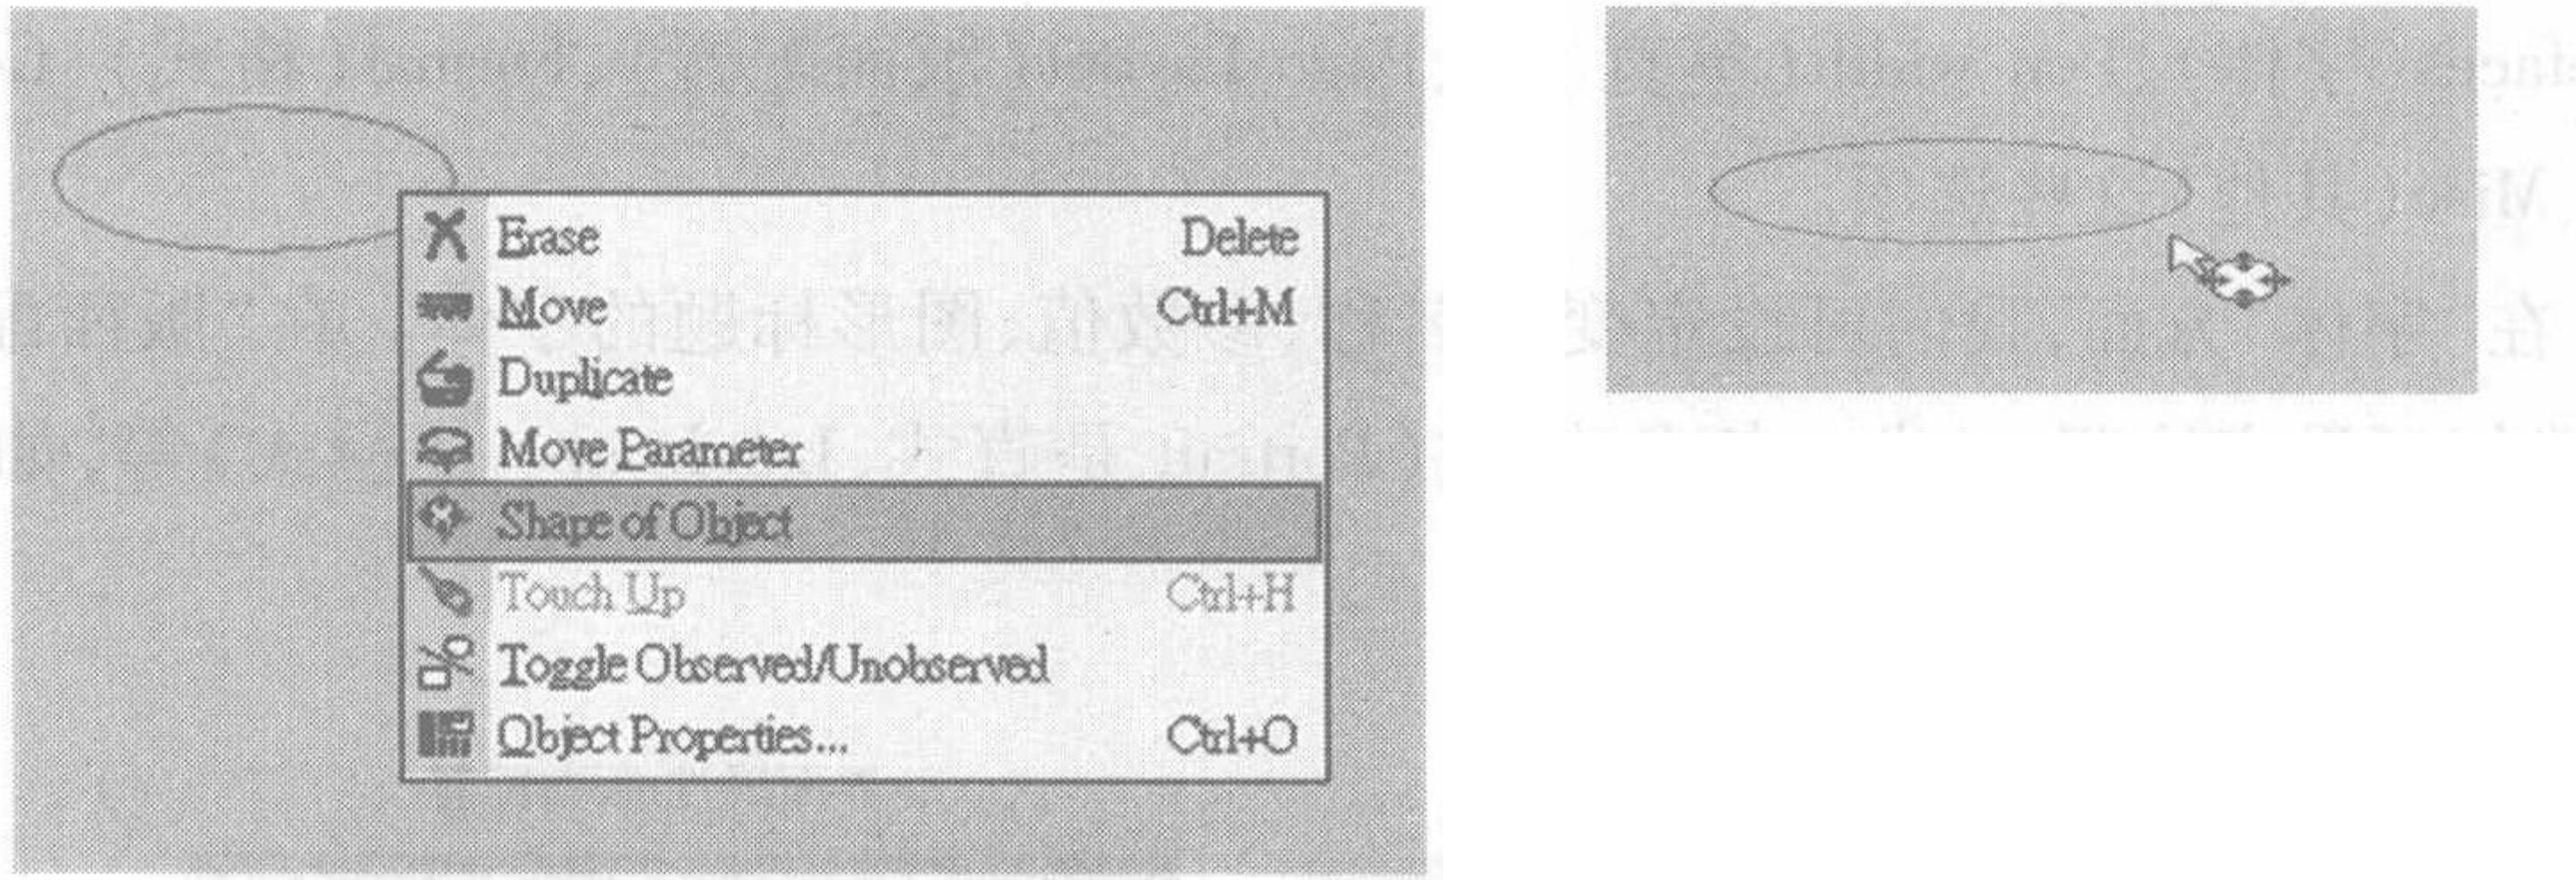 Erase Delete
Move Ctrl+M
Duplicate
Move Parameter
Shape of Object
Touch Up Ctrl+H
Toggle Observed/Unobserved
Object Properties... Ctrl+O